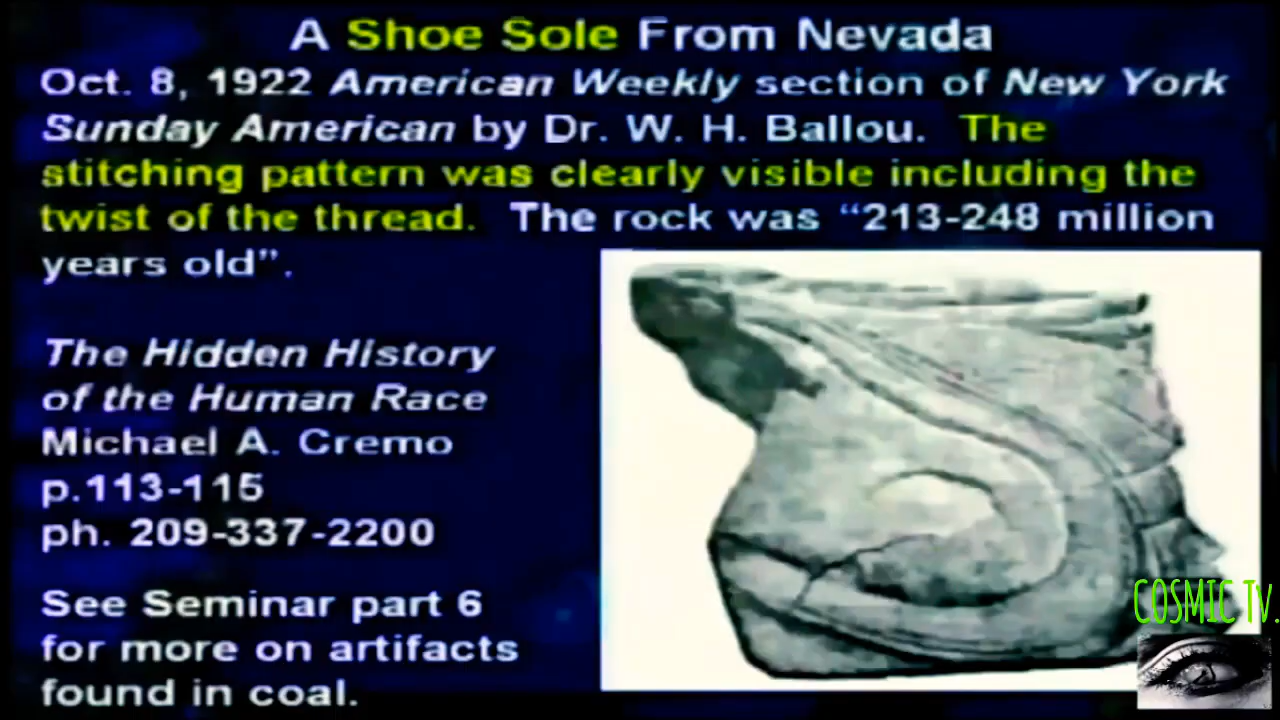 A Shoe Sole From Nevada
Oct. 8, 1922 American Weekly section of New York
Sunday American by Dr. W. H. Ballou. The
stitching pattern was clearly visible including the
twist of the thread. The rock was “213-248 million
years old”.
The Hidden History
of the Human Race
Michael A. Cremo
p.113-115
ph. 209-337-2200
See Seminar part 6
for more on artifacts
found in coal.
COSMIC Tv.